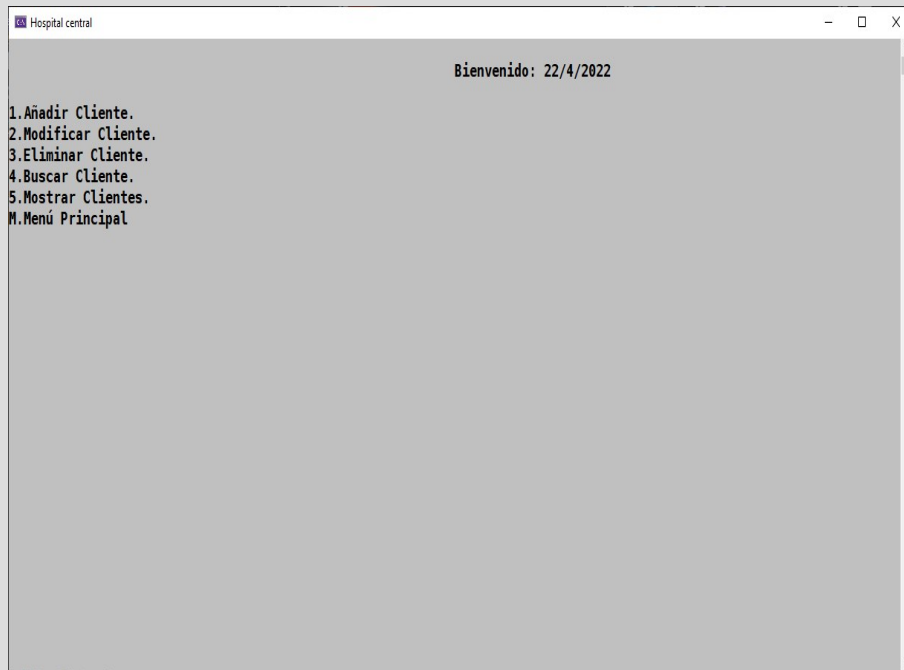 Hospital central
Bienvenido: 22/4/2022
1.Añadir Cliente.
2.Modificar Cliente.
3.Eliminar Cliente.
4.Buscar Cliente.
5.Mostrar Clientes.
M.Menú Principal